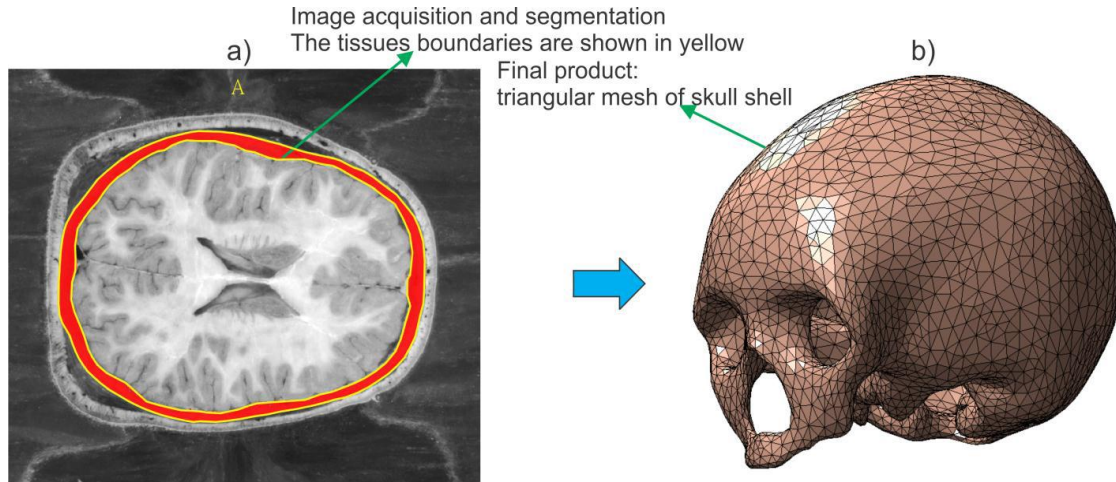 Image acquisition and segmentation
The tissues boundaries are shown in yellow
a)
A
Final product:
triangular mesh of skull shell
b)